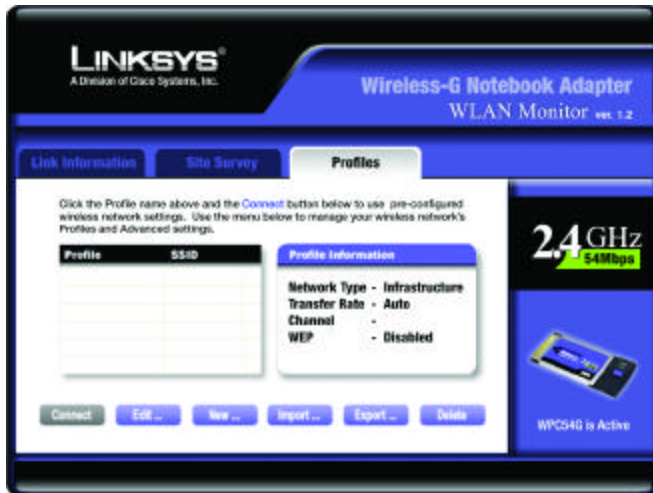 LINKSYS®
A Division of Cisco Systems, Inc.
Wireless-G Notebook Adapter
WLAN Monitor ver. 1.2
Link Information
Site Survey
Profiles
Click the Profile name above and the Connect button below to use pre-configured
wireless network settings. Use the menu below to manage your wireless network's
Profiles and Advanced settings.
Profile SSID
Profile Information
Network Type - Infrastructure
Transfer Rate - Auto
Channel -
WEP - Disabled
2.4 GHz
54Mbps
Connect
Edit ...
New ...
Import ...
Export ...
Delete
WPC54G is Active